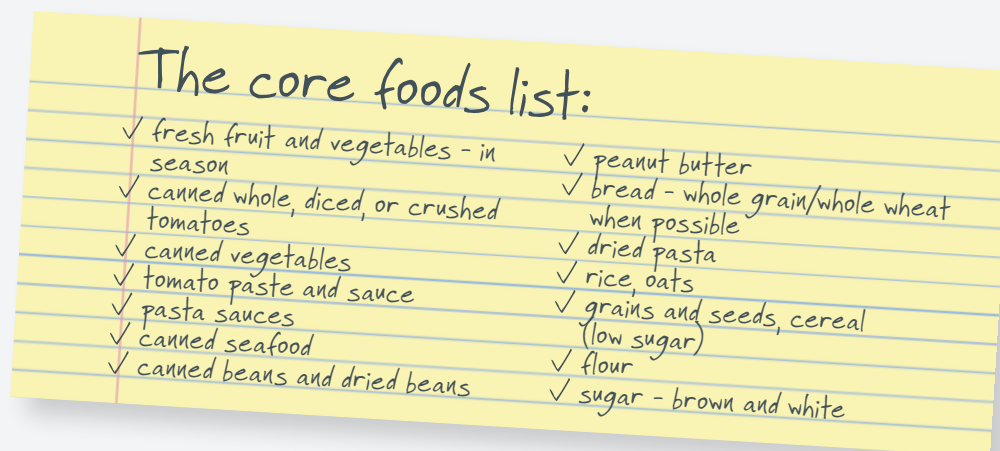 The core foods list:
✓ fresh fruit and vegetables - in
season
✓ canned whole, diced, or crushed
tomatoes
✓ canned vegetables
✓ tomato paste and sauce
✓ pasta sauces
✓ canned seafood
✓ canned beans and dried beans
✓ peanut butter
✓ bread - whole grain/whole wheat
when possible
✓ dried pasta
✓ rice, oats
✓ grains and seeds, cereal
(low sugar)
✓ flour
✓ sugar - brown and white